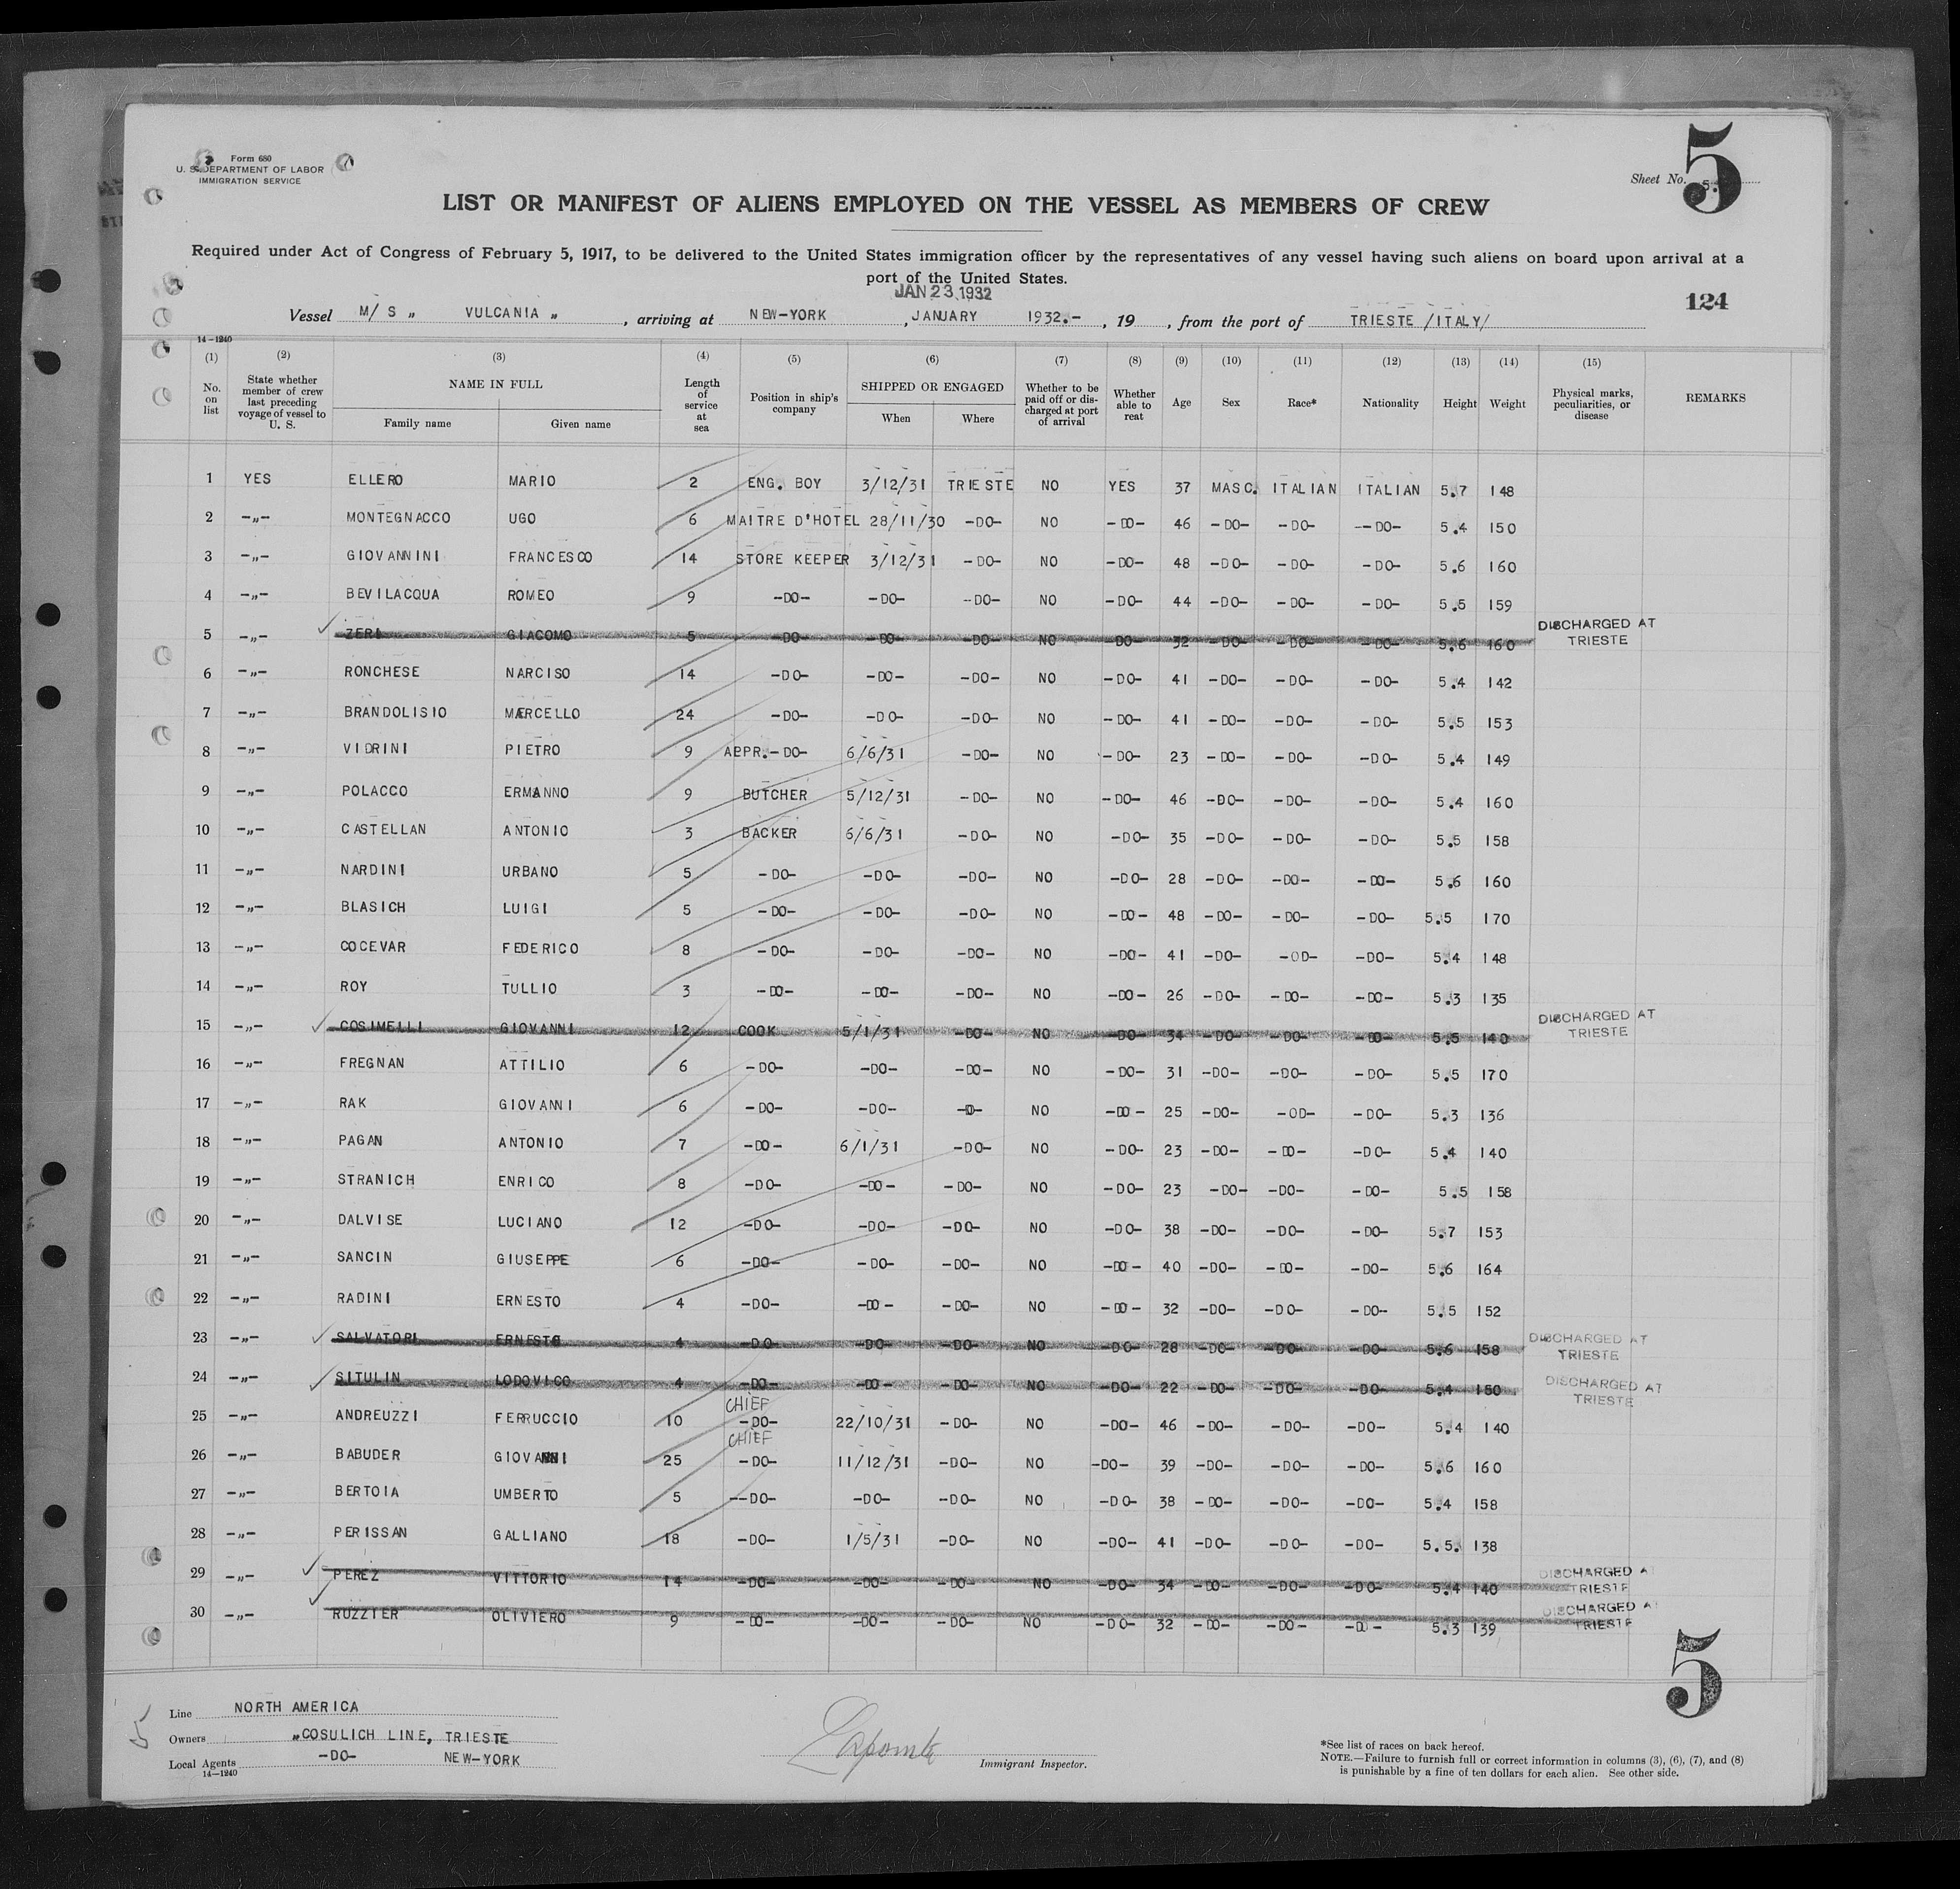 Form 680
U. S. DEPARTMENT OF LABOR
IMMIGRATION SERVICE
Sheet No. 5.
5
LIST OR MANIFEST OF ALIENS EMPLOYED ON THE VESSEL AS MEMBERS OF CREW
Required under Act of Congress of February 5, 1917, to be delivered to the United States immigration officer by the representatives of any vessel having such aliens on board upon arrival at a
port of the United States.
JAN 23 1932
124
Vessel M/ S „ VULCANIA „ , arriving at NEW-YORK , JANUARY 1932.- , 19 , from the port of TRIESTE /ITALY/
14-1240
(1) (2) (3) (4) (5) (6) (7) (8) (9) (10) (11) (12) (13) (14) (15)
No. on list State whether member of crew last preceding voyage of vessel to U. S. NAME IN FULL Family name Given name Length of service at sea Position in ship's company SHIPPED OR ENGAGED When Where Whether to be paid off or discharged at port of arrival Whether able to reat Age Sex Race* Nationality Height Weight Physical marks, peculiarities, or disease REMARKS
1 YES ELLERO MARIO 2 ENG. BOY 3/12/31 TRIESTE NO YES 37 MASC. ITALIAN ITALIAN 5.7 148
2 -„- MONTEGNACCO UGO 6 MAITRE D'HOTEL 28/11/30 -DO- NO -DO- 46 -DO- -DO- --DO- 5.4 150
3 -„- GIOVANNINI FRANCESCO 14 STORE KEEPER 3/12/31 -DO- NO -DO- 48 -DO- -DO- -DO- 5.6 160
4 -„- BEVILACQUA ROMEO 9 -DO- -DO- -DO- NO -DO- 44 -DO- -DO- -DO- 5.5 159
5 -„- ZERI GIACOMO 5 -DO- -DO- -DO- NO -DO- 32 -DO- -DO- -DO- 5.6 160 DISCHARGED AT TRIESTE
6 -„- RONCHESE NARCISO 14 -DO- -DO- -DO- NO -DO- 41 -DO- -DO- -DO- 5.4 142
7 -„- BRANDOLISIO MARCELLO 24 -DO- -DO- -DO- NO -DO- 41 -DO- -DO- -DO- 5.5 153
8 -„- VIDRINI PIETRO 9 APPR.-DO- 6/6/31 -DO- NO -DO- 23 -DO- -DO- -DO- 5.4 149
9 -„- POLACCO ERMANNO 9 BUTCHER 5/12/31 -DO- NO -DO- 46 -DO- -DO- -DO- 5.4 160
10 -„- CASTELLAN ANTONIO 3 BACKER 6/6/31 -DO- NO -DO- 35 -DO- -DO- -DO- 5.5 158
11 -„- NARDINI URBANO 5 -DO- -DO- -DO- NO -DO- 28 -DO- -DO- -DO- 5.6 160
12 -„- BLASICH LUIGI 5 -DO- -DO- -DO- NO -DO- 48 -DO- -DO- -DO- 5.5 170
13 -„- COCEVAR FEDERICO 8 -DO- -DO- -DO- NO -DO- 41 -DO- -OD- -DO- 5.4 148
14 -„- ROY TULLIO 3 -DO- -DO- -DO- NO -DO- 26 -DO- -DO- -DO- 5.3 135
15 -„- COSIMELLI GIOVANNI 12 COOK 5/1/31 -DO- NO -DO- 34 -DO- -DO- -DO- 5.5 140 DISCHARGED AT TRIESTE
16 -„- FREGNAN ATTILIO 6 -DO- -DO- -DO- NO -DO- 31 -DO- -DO- -DO- 5.5 170
17 -„- RAK GIOVANNI 6 -DO- -DO- -D- NO -DO- 25 -DO- -OD- -DO- 5.3 136
18 -„- PAGAN ANTONIO 7 -DO- 6/1/31 -DO- NO -DO- 23 -DO- -DO- -DO- 5.4 140
19 -„- STRANICH ENRICO 8 -DO- -DO- -DO- NO -DO- 23 -DO- -DO- -DO- 5.5 158
20 -„- DALVISE LUCIANO 12 -DO- -DO- -DO- NO -DO- 38 -DO- -DO- -DO- 5.7 153
21 -„- SANCIN GIUSEPPE 6 -DO- -DO- -DO- NO -DO- 40 -DO- -DO- -DO- 5.6 164
22 -„- RADINI ERNESTO 4 -DO- -DO- -DO- NO -DO- 32 -DO- -DO- -DO- 5.5 152
23 -„- SALVATORI ERNESTO 4 -DO- -DO- -DO- NO -DO- 28 -DO- -DO- -DO- 5.6 158 DISCHARGED AT TRIESTE
24 -„- SITULIN LODOVICO 4 -DO- -DO- -DO- NO -DO- 22 -DO- -DO- -DO- 5.4 150 DISCHARGED AT TRIESTE
25 -„- ANDREUZZI FERRUCCIO 10 CHIEF -DO- 22/10/31 -DO- NO -DO- 46 -DO- -DO- -DO- 5.4 140
26 -„- BABUDER GIOVANNI 25 CHIEF -DO- 11/12/31 -DO- NO -DO- 39 -DO- -DO- -DO- 5.6 160
27 -„- BERTOIA UMBERTO 5 --DO- -DO- -DO- NO -DO- 38 -DO- -DO- -DO- 5.4 158
28 -„- PERISSAN GALLIANO 18 -DO- 1/5/31 -DO- NO -DO- 41 -DO- -DO- -DO- 5.5. 138
29 -„- PEREZ VITTORIO 14 -DO- -DO- -DO- NO -DO- 34 -DO- -DO- -DO- 5.4 140 DISCHARGED AT TRIESTE
30 -„- RUZZIER OLIVIERO 9 -DO- -DO- -DO- NO -DO- 32 -DO- -DO- -DO- 5.3 139 DISCHARGED AT TRIESTE
5
Line NORTH AMERICA
5
Owners „COSULICH LINE, TRIESTE
Local Agents -DO- NEW-YORK
14-1240
Immigrant Inspector.
*See list of races on back hereof.
NOTE.—Failure to furnish full or correct information in columns (3), (6), (7), and (8)
is punishable by a fine of ten dollars for each alien. See other side.